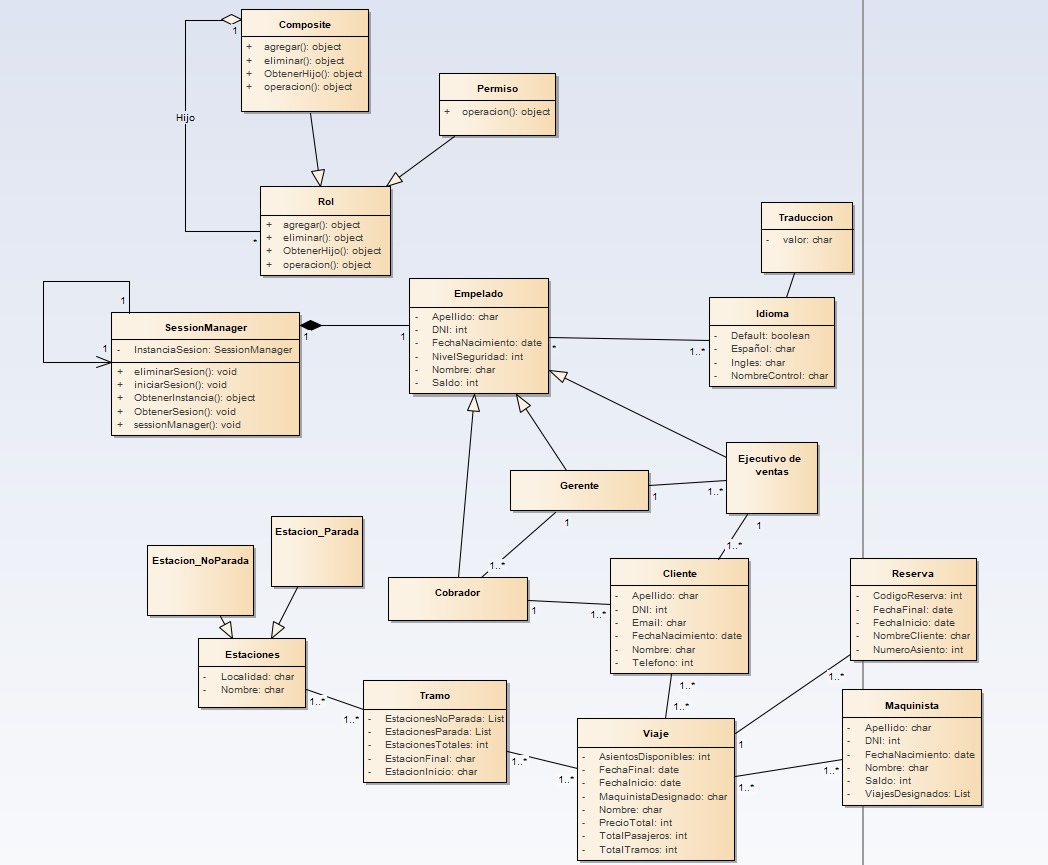 Composite
+ agregar(): object
+ eliminar(): object
+ ObtenerHijo(): object
+ operacion(): object
1
Hijo
*
Permiso
+ operacion(): object
Rol
+ agregar(): object
+ eliminar(): object
+ ObtenerHijo(): object
+ operacion(): object
Traduccion
- valor: char
SessionManager
- InstanciaSesion: SessionManager
+ eliminarSesion(): void
+ iniciarSesion(): void
+ ObtenerInstancia(): object
+ ObtenerSesion(): void
+ sessionManager(): void
1
1
1
1
Empelado
- Apellido: char
- DNI: int
- FechaNacimiento: date
- NivelSeguridad: int
- Nombre: char
- Saldo: int
*
1..*
Idioma
- Default: boolean
- Español: char
- Ingles: char
- NombreControl: char
Gerente
1
1..*
Ejecutivo de
ventas
1
1..*
1
1..*
Cobrador
1
1..*
Estacion_NoParada
Estacion_Parada
Cliente
- Apellido: char
- DNI: int
- Email: char
- FechaNacimiento: date
- Nombre: char
- Telefono: int
1..*
1..*
Reserva
- CodigoReserva: int
- FechaFinal: date
- FechaInicio: date
- NombreCliente: char
- NumeroAsiento: int
1..*
1
Estaciones
- Localidad: char
- Nombre: char
1..*
1..*
Tramo
- EstacionesNoParada: List
- EstacionesParada: List
- EstacionesTotales: int
- EstacionFinal: char
- EstacionInicio: char
1..*
1..*
Viaje
- AsientosDisponibles: int
- FechaFinal: date
- FechaInicio: date
- MaquinistaDesignado: char
- Nombre: char
- PrecioTotal: int
- TotalPasajeros: int
- TotalTramos: int
1..*
1..*
Maquinista
- Apellido: char
- DNI: int
- FechaNacimiento: date
- Nombre: char
- Saldo: int
- ViajesDesignados: List